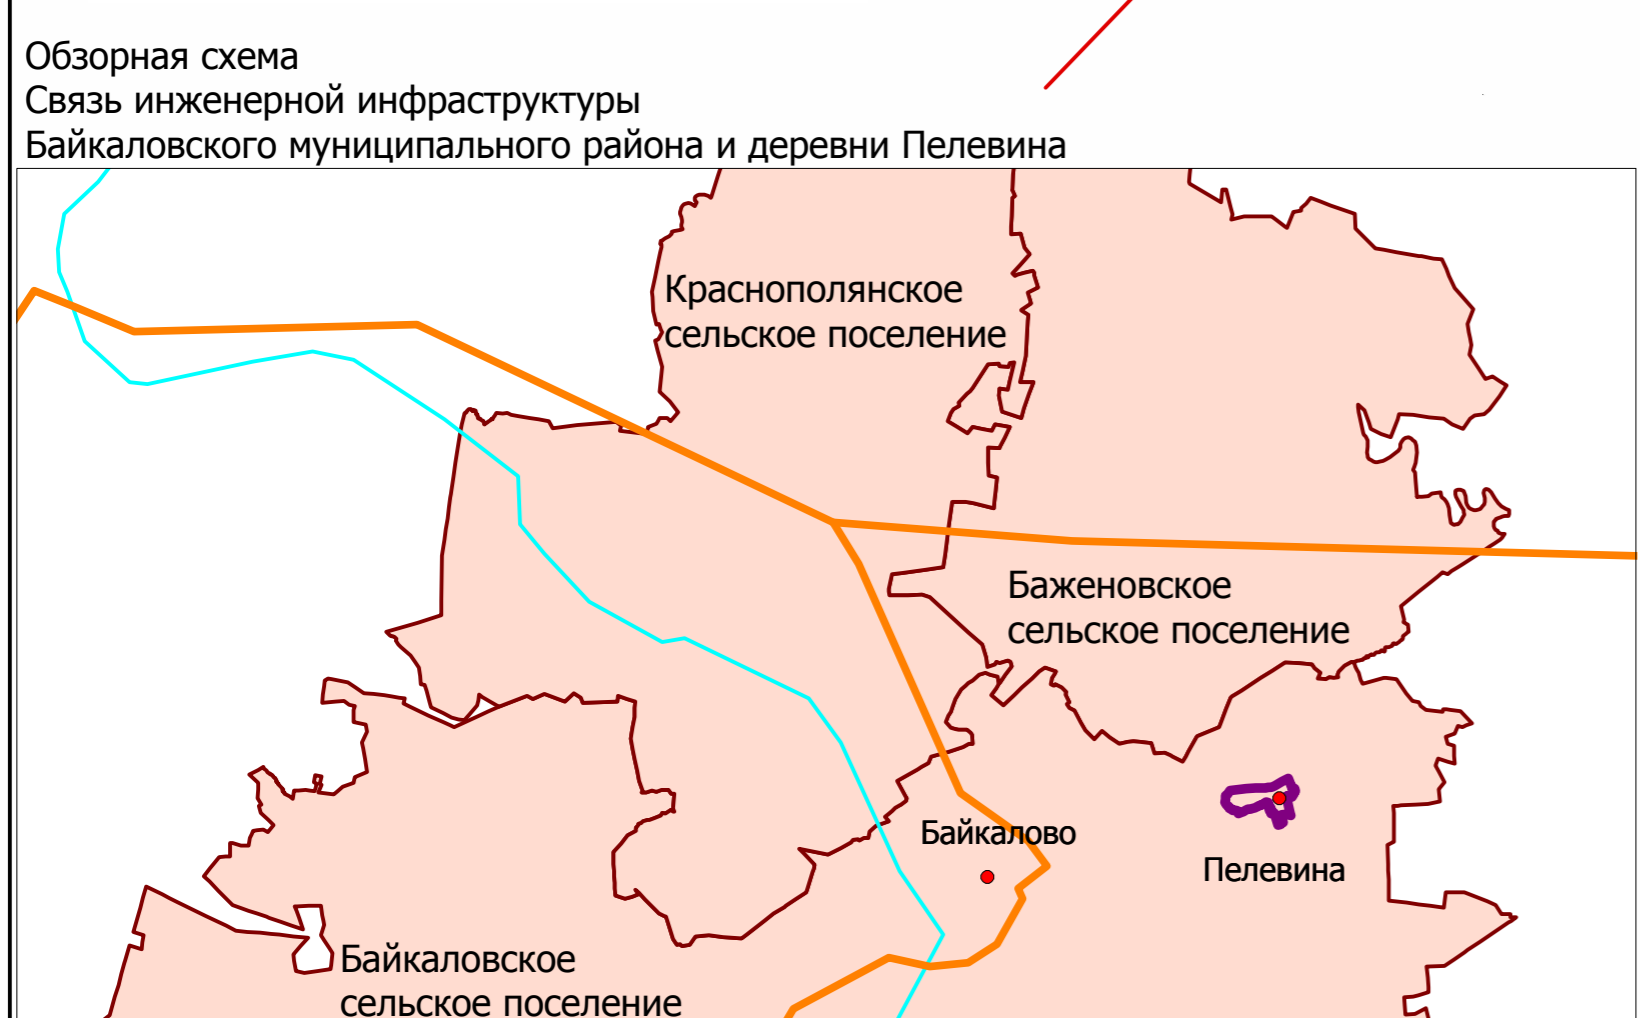 Обзорная схема
Связь инженерной инфраструктуры
Байкаловского муниципального района и деревни Пелевина
Краснополянское
сельское поселение
Баженовское
сельское поселение
Байкалово
Пелевина
Байкаловское
сельское поселение